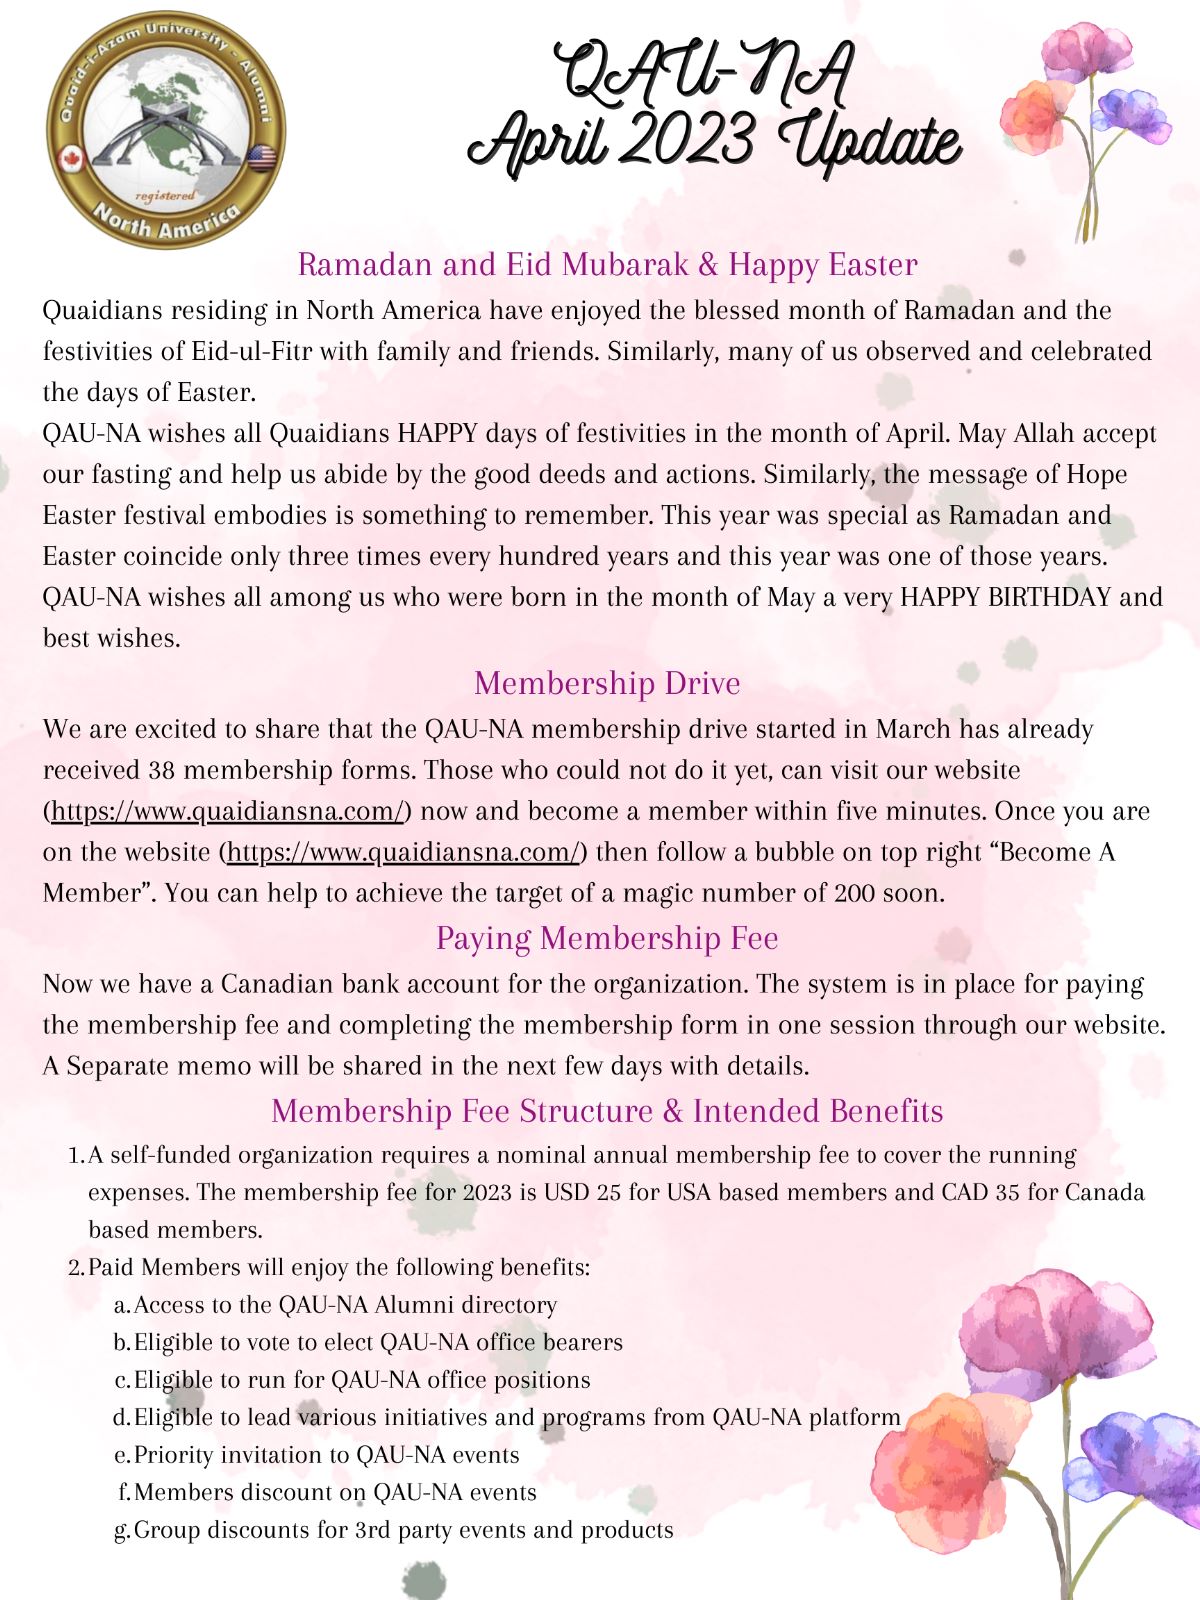 Quaid-i-Azam University - Alumni
registered
North America
QAU-NA
April 2023 Update
Ramadan and Eid Mubarak & Happy Easter
Quaidians residing in North America have enjoyed the blessed month of Ramadan and the
festivities of Eid-ul-Fitr with family and friends. Similarly, many of us observed and celebrated
the days of Easter.
QAU-NA wishes all Quaidians HAPPY days of festivities in the month of April. May Allah accept
our fasting and help us abide by the good deeds and actions. Similarly, the message of Hope
Easter festival embodies is something to remember. This year was special as Ramadan and
Easter coincide only three times every hundred years and this year was one of those years.
QAU-NA wishes all among us who were born in the month of May a very HAPPY BIRTHDAY and
best wishes.
Membership Drive
We are excited to share that the QAU-NA membership drive started in March has already
received 38 membership forms. Those who could not do it yet, can visit our website
(https://www.quaidiansna.com/) now and become a member within five minutes. Once you are
on the website (https://www.quaidiansna.com/) then follow a bubble on top right “Become A
Member”. You can help to achieve the target of a magic number of 200 soon.
Paying Membership Fee
Now we have a Canadian bank account for the organization. The system is in place for paying
the membership fee and completing the membership form in one session through our website.
A Separate memo will be shared in the next few days with details.
Membership Fee Structure & Intended Benefits
1. A self-funded organization requires a nominal annual membership fee to cover the running
expenses. The membership fee for 2023 is USD 25 for USA based members and CAD 35 for Canada
based members.
2. Paid Members will enjoy the following benefits:
a. Access to the QAU-NA Alumni directory
b. Eligible to vote to elect QAU-NA office bearers
c. Eligible to run for QAU-NA office positions
d. Eligible to lead various initiatives and programs from QAU-NA platform
e. Priority invitation to QAU-NA events
f. Members discount on QAU-NA events
g. Group discounts for 3rd party events and products